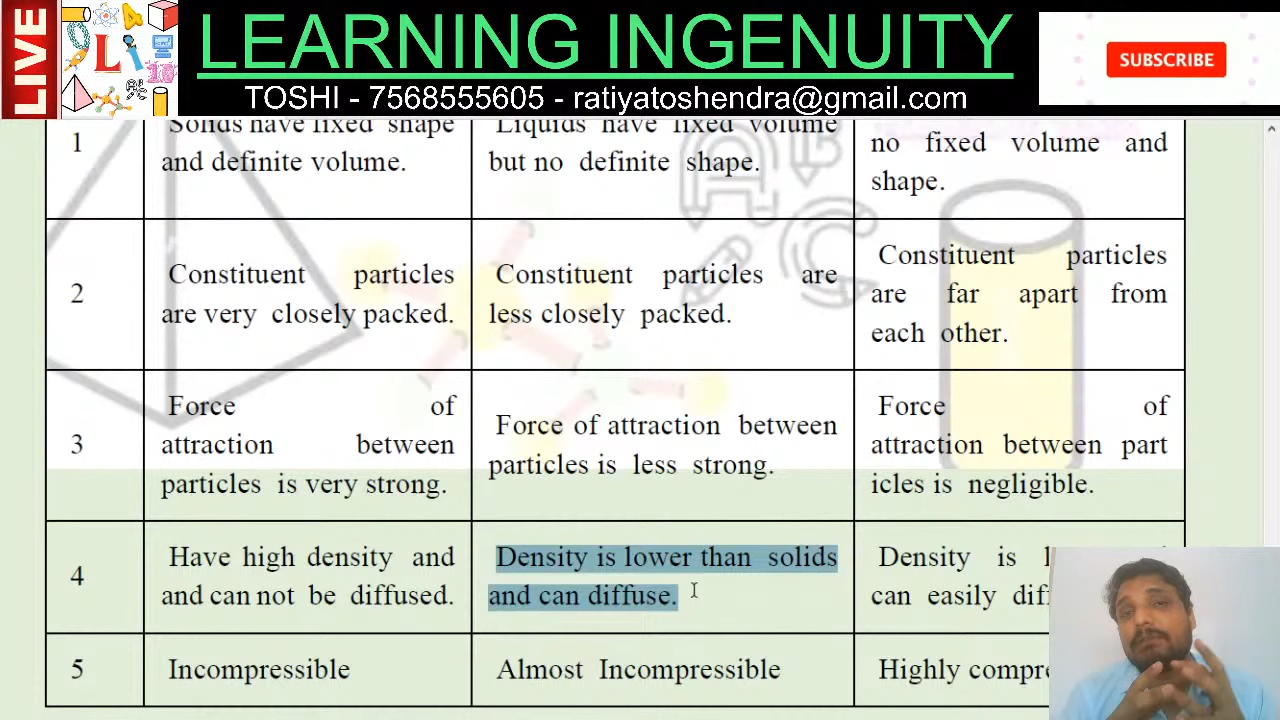 LIVE
LEARNING INGENUITY
TOSHI - 7568555605 - ratiyatoshendra@gmail.com
SUBSCRIBE
1
Solids have fixed shape
and definite volume.
Liquids have fixed volume
but no definite shape.
no fixed volume and
shape.
2
Constituent particles
are very closely packed.
Constituent particles are
less closely packed.
Constituent particles
are far apart from
each other.
3
Force of
attraction between
particles is very strong.
Force of attraction between
particles is less strong.
Force of
attraction between part
icles is negligible.
4
Have high density and
and can not be diffused.
Density is lower than solids
and can diffuse.
Density is
can easily
5
Incompressible
Almost Incompressible
Highly